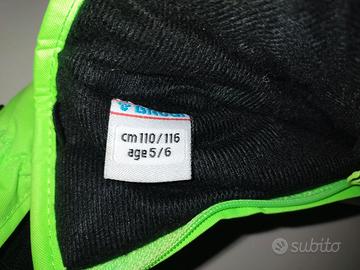 cm 110/116
age 5/6
subito